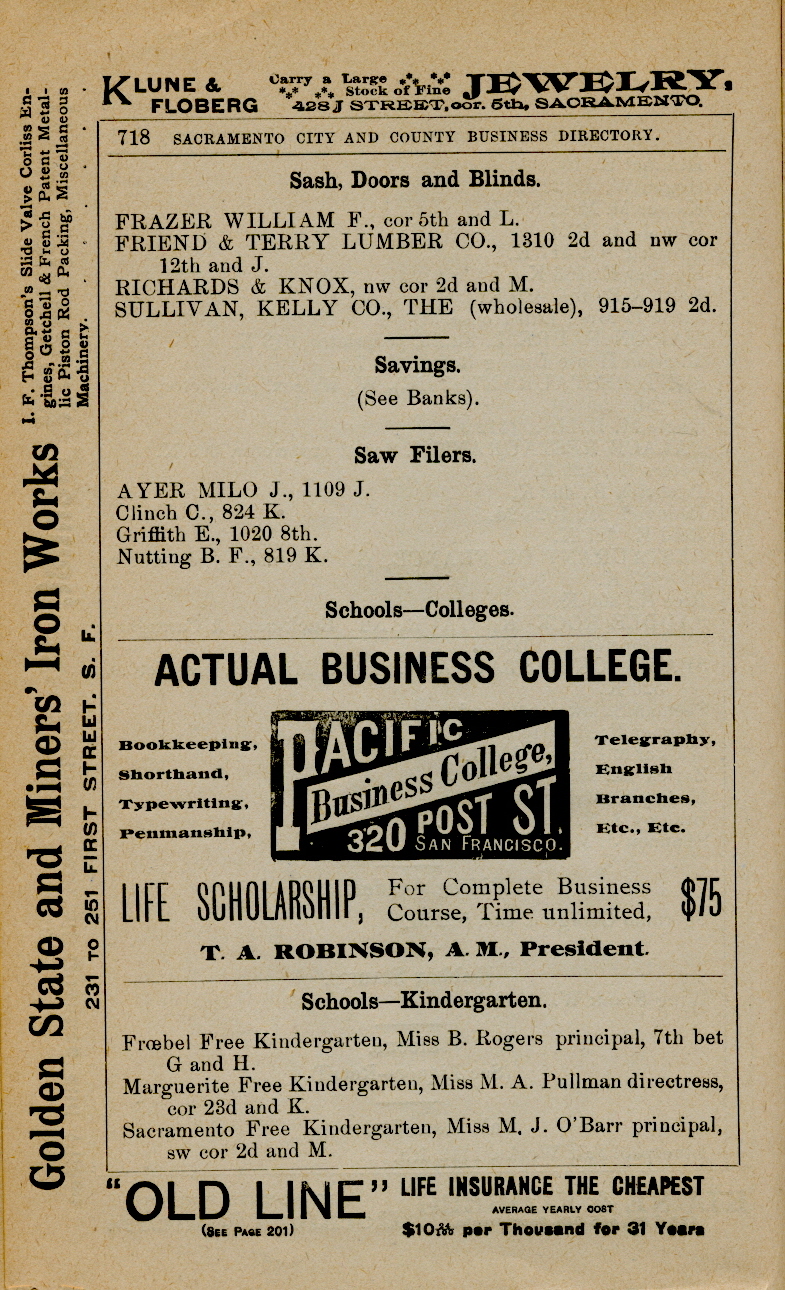 KLUNE & FLOBERG Carry a Large Stock of Fine JEWELRY,
428 J STREET, cor. 5th, SACRAMENTO.
718 SACRAMENTO CITY AND COUNTY BUSINESS DIRECTORY.
Sash, Doors and Blinds.
FRAZER WILLIAM F., cor 5th and L.
FRIEND & TERRY LUMBER CO., 1310 2d and nw cor
12th and J.
RICHARDS & KNOX, nw cor 2d and M.
SULLIVAN, KELLY CO., THE (wholesale), 915–919 2d.
Savings.
(See Banks).
Saw Filers.
AYER MILO J., 1109 J.
Clinch C., 824 K.
Griffith E., 1020 8th.
Nutting B. F., 819 K.
Schools—Colleges.
ACTUAL BUSINESS COLLEGE.
Bookkeeping,
Shorthand,
Typewriting,
Penmanship,
PACIFIC
Business College,
320 POST ST.
SAN FRANCISCO.
Telegraphy,
English
Branches,
Etc., Etc.
LIFE SCHOLARSHIP, For Complete Business
Course, Time unlimited, $75
T. A. ROBINSON, A. M., President.
Schools—Kindergarten.
Frœbel Free Kindergarten, Miss B. Rogers principal, 7th bet
G and H.
Marguerite Free Kindergarten, Miss M. A. Pullman directress,
cor 23d and K.
Sacramento Free Kindergarten, Miss M. J. O'Barr principal,
sw cor 2d and M.
"OLD LINE" LIFE INSURANCE THE CHEAPEST
(SEE PAGE 201)
AVERAGE YEARLY COST
per Thousand for 31 Years
Golden State and Miners' Iron Works
231 TO 251 FIRST STREET. S. F.
I. F. Thompson's Slide Valve Corliss En-
gines, Getchell & French Patent Metal-
lic Piston Rod Packing, Miscellaneous
Machinery.